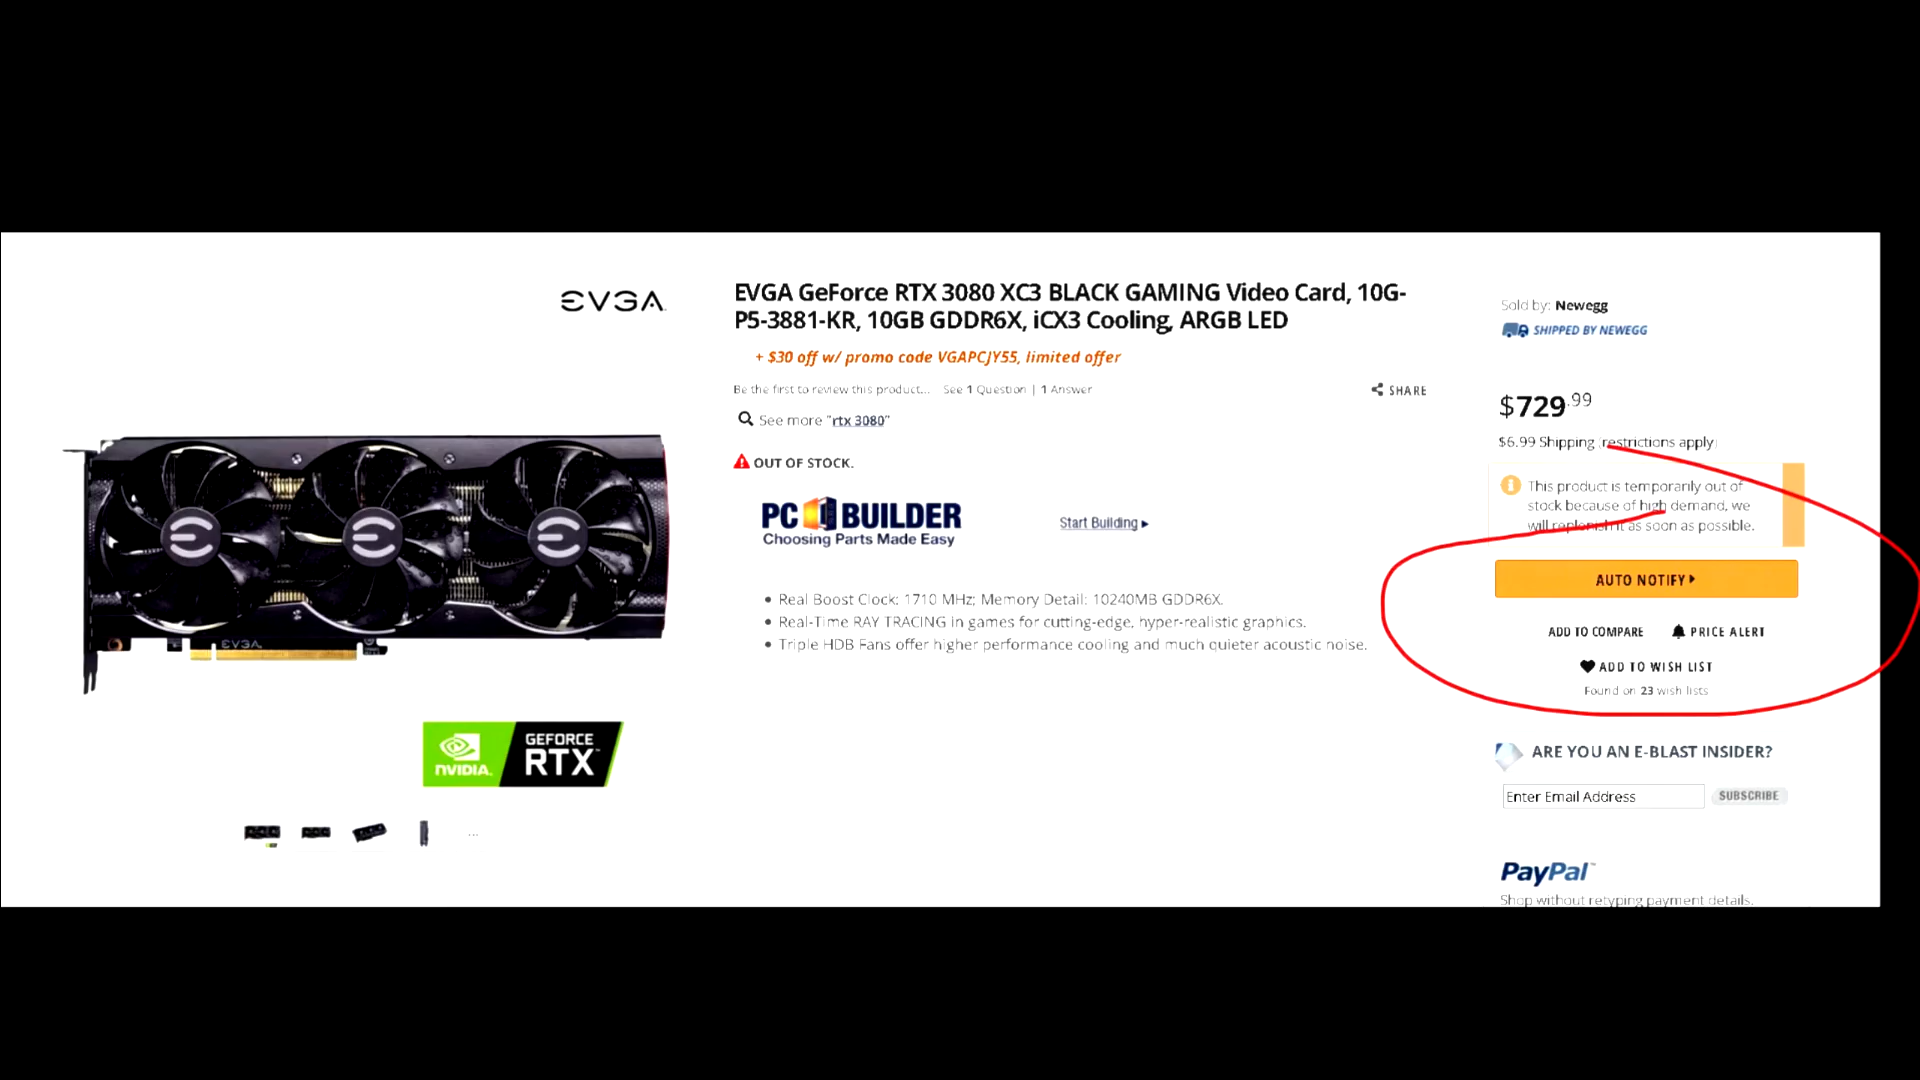 EVGA
EVGA GeForce RTX 3080 XC3 BLACK GAMING Video Card, 10G-
P5-3881-KR, 10GB GDDR6X, iCX3 Cooling, ARGB LED
+ $30 off w/ promo code VGAPCJY55, limited offer
Be the first to review this product... See 1 Question | 1 Answer
SHARE
See more "rtx 3080"
OUT OF STOCK.
PC BUILDER
Choosing Parts Made Easy
Start Building
• Real Boost Clock: 1710 MHz; Memory Detail: 10240MB GDDR6X.
• Real-Time RAY TRACING in games for cutting-edge, hyper-realistic graphics.
• Triple HDB Fans offer higher performance cooling and much quieter acoustic noise.
EVGA
NVIDIA.
GEFORCE
RTX
...
Sold by: Newegg
SHIPPED BY NEWEGG
$729.99
$6.99 Shipping (restrictions apply)
This product is temporarily out of
stock because of high demand, we
will replenish it as soon as possible.
AUTO NOTIFY
ADD TO COMPARE PRICE ALERT
ADD TO WISH LIST
Found on 23 wish lists
ARE YOU AN E-BLAST INSIDER?
Enter Email Address SUBSCRIBE
PayPal™
Shop without retyping payment details.